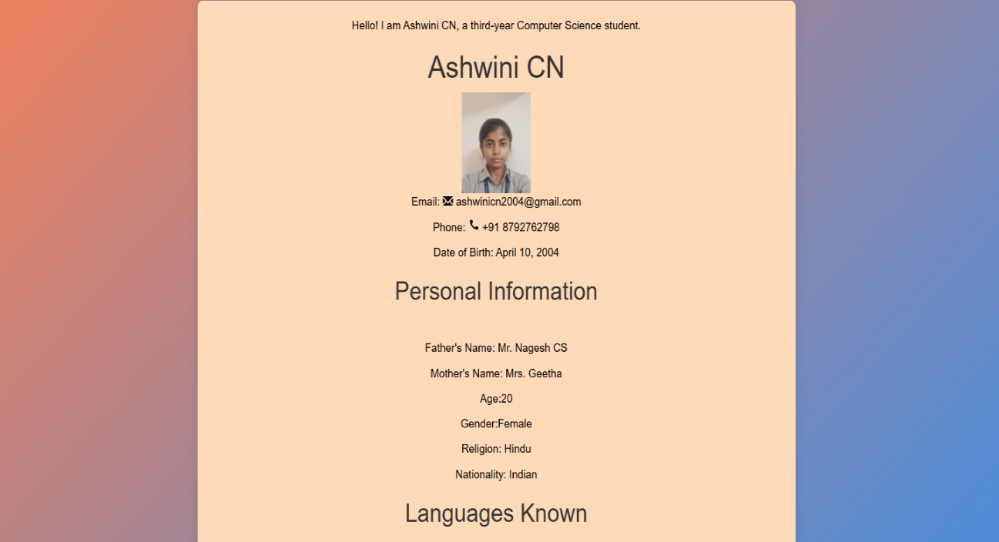 Hello! I am Ashwini CN, a third-year Computer Science student.
Ashwini CN
Email: ashwinicn2004@gmail.com
Phone: +91 8792762798
Date of Birth: April 10, 2004
Personal Information
Father's Name: Mr. Nagesh CS
Mother's Name: Mrs. Geetha
Age:20
Gender:Female
Religion: Hindu
Nationality: Indian
Languages Known